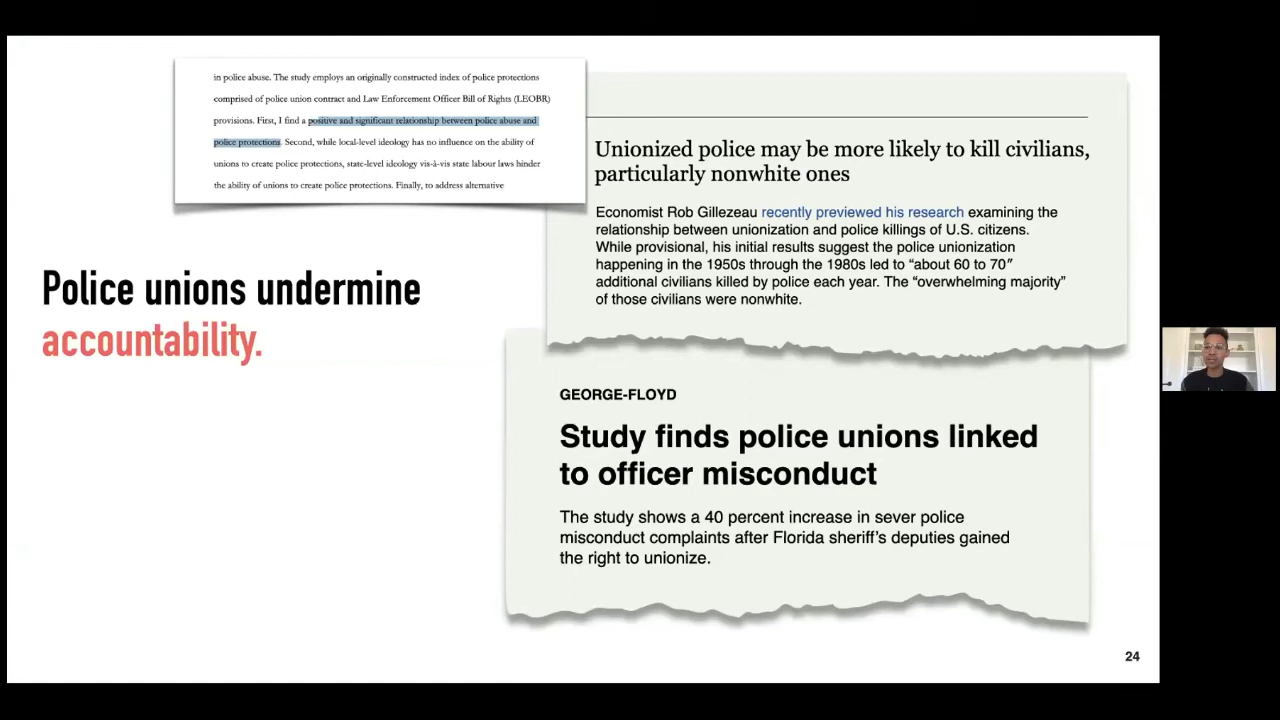 in police abuse. The study employs an originally constructed index of police protections
comprised of police union contract and Law Enforcement Officer Bill of Rights (LEOBR)
provisions. First, I find a positive and significant relationship between police abuse and
police protections. Second, while local-level ideology has no influence on the ability of
unions to create police protections, state-level ideology vis-à-vis state labour laws hinder
the ability of unions to create police protections. Finally, to address alternative
Unionized police may be more likely to kill civilians,
particularly nonwhite ones
Economist Rob Gillezeau recently previewed his research examining the
relationship between unionization and police killings of U.S. citizens.
While provisional, his initial results suggest the police unionization
happening in the 1950s through the 1980s led to “about 60 to 70”
additional civilians killed by police each year. The “overwhelming majority”
of those civilians were nonwhite.
Police unions undermine
accountability.
GEORGE-FLOYD
Study finds police unions linked
to officer misconduct
The study shows a 40 percent increase in sever police
misconduct complaints after Florida sheriff’s deputies gained
the right to unionize.
24